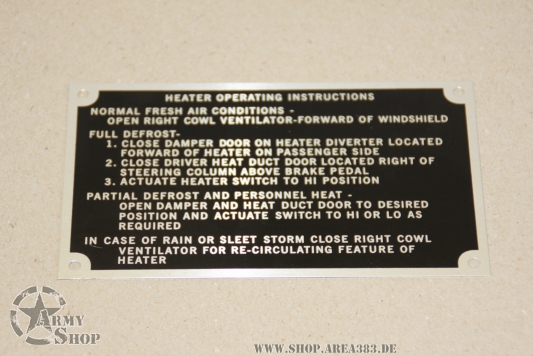 HEATER OPERATING INSTRUCTIONS
NORMAL FRESH AIR CONDITIONS -
OPEN RIGHT COWL VENTILATOR-FORWARD OF WINDSHIELD
FULL DEFROST-
1. CLOSE DAMPER DOOR ON HEATER DIVERTER LOCATED
FORWARD OF HEATER ON PASSENGER SIDE
2. CLOSE DRIVER HEAT DUCT DOOR LOCATED RIGHT OF
STEERING COLUMN ABOVE BRAKE PEDAL
3. ACTUATE HEATER SWITCH TO HI POSITION
PARTIAL DEFROST AND PERSONNEL HEAT -
OPEN DAMPER AND HEAT DUCT DOOR TO DESIRED
POSITION AND ACTUATE SWITCH TO HI OR LO AS
REQUIRED
IN CASE OF RAIN OR SLEET STORM CLOSE RIGHT COWL
VENTILATOR FOR RE-CIRCULATING FEATURE OF
HEATER
ARMY
SHOP
WWW.SHOP.AREA383.DE